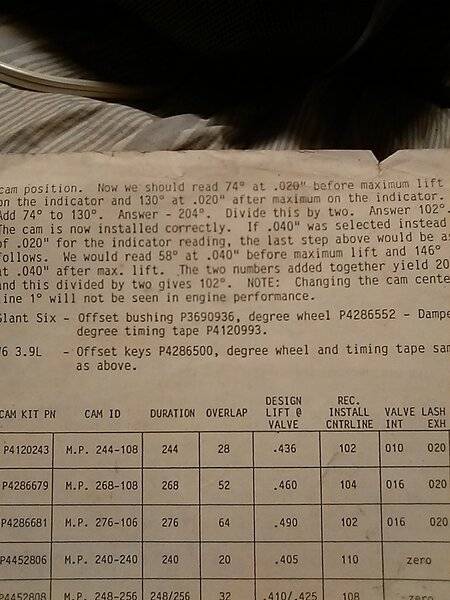 cam position. Now we should read 74° at .020" before maximum lift
on the indicator and 130° at .020" after maximum on the indicator.
Add 74° to 130°. Answer - 204°. Divide this by two. Answer 102°.
The cam is now installed correctly. If .040" was selected instead
of .020" for the indicator reading, the last step above would be as
follows. We would read 58° at .040" before maximum lift and 146°
at .040" after max. lift. The two numbers added together yield 20
and this divided by two gives 102°. NOTE: Changing the cam cente
line 1° will not be seen in engine performance.
Slant Six - Offset bushing P3690936, degree wheel P4286552 - Dampe
degree timing tape P4120993.
V6 3.9L - Offset keys P4286500, degree wheel and timing tape sam
as above.
CAM KIT PN CAM ID DURATION OVERLAP DESIGN LIFT @ VALVE REC. INSTALL CNTRLINE VALVE LASH INT EXH
P4120243 M.P. 244-108 244 28 .436 102 010 020
P4286679 M.P. 268-108 268 52 .460 104 016 020
P4286681 M.P. 276-106 276 64 .490 102 016 020
P4452806 M.P. 240-240 240 20 .405 110 zero
P4452808 M.P. 248-256 248/256 32 .410/.425 108 zero